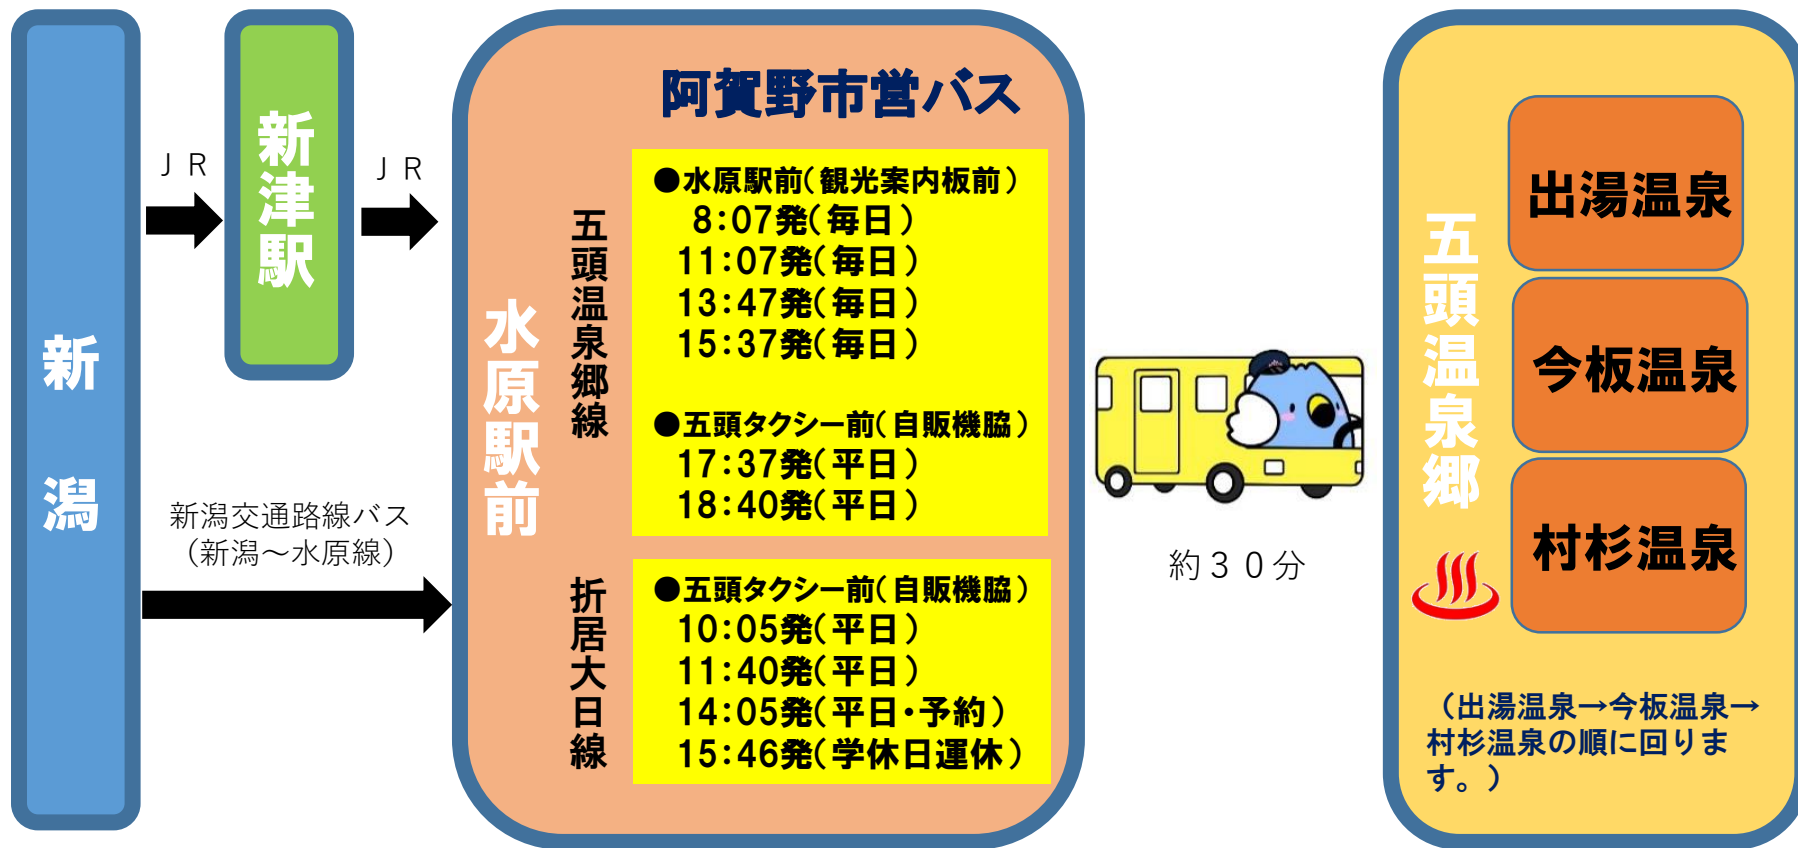 新潟
JR
新津駅
JR
新潟交通路線バス
(新潟～水原線)
水原駅前
阿賀野市営バス
五頭温泉郷線
●水原駅前(観光案内板前)
8:07発(毎日)
11:07発(毎日)
13:47発(毎日)
15:37発(毎日)
●五頭タクシー前(自販機脇)
17:37発(平日)
18:40発(平日)
折居大日線
●五頭タクシー前(自販機脇)
10:05発(平日)
11:40発(平日)
14:05発(平日・予約)
15:46発(学休日運休)
約30分
五頭温泉郷
出湯温泉
今板温泉
村杉温泉
(出湯温泉→今板温泉→
村杉温泉の順に回りま
す。)